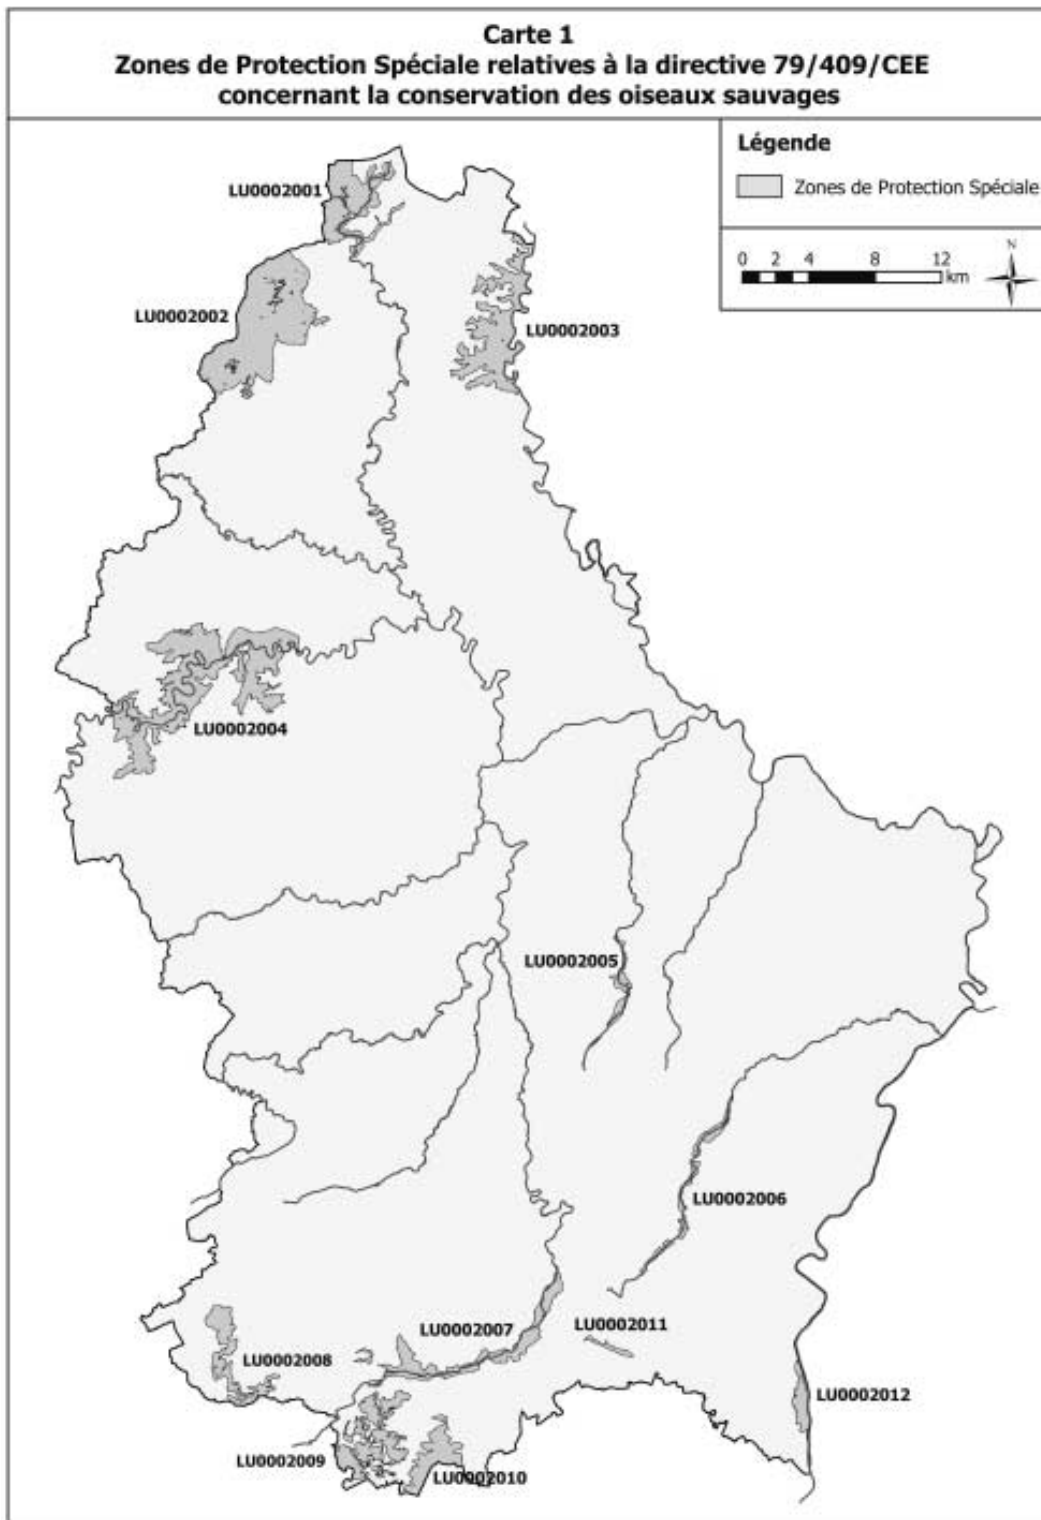 Carte 1
Zones de Protection Spéciale relatives à la directive 79/409/CEE
concernant la conservation des oiseaux sauvages
Légende
Zones de Protection Spéciale
0 2 4 8 12
km
N
LU0002001
LU0002002
LU0002003
LU0002004
LU0002005
LU0002006
LU0002007
LU0002011
LU0002008
LU0002012
LU0002009
LU0002010